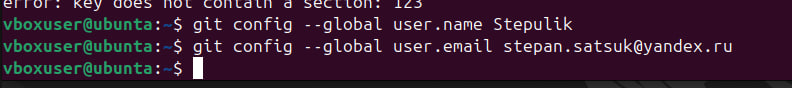 error: key does not contain a section: 123
vboxuser@ubunta:~$ git config --global user.name Stepulik
vboxuser@ubunta:~$ git config --global user.email stepan.satsuk@yandex.ru
vboxuser@ubunta:~$